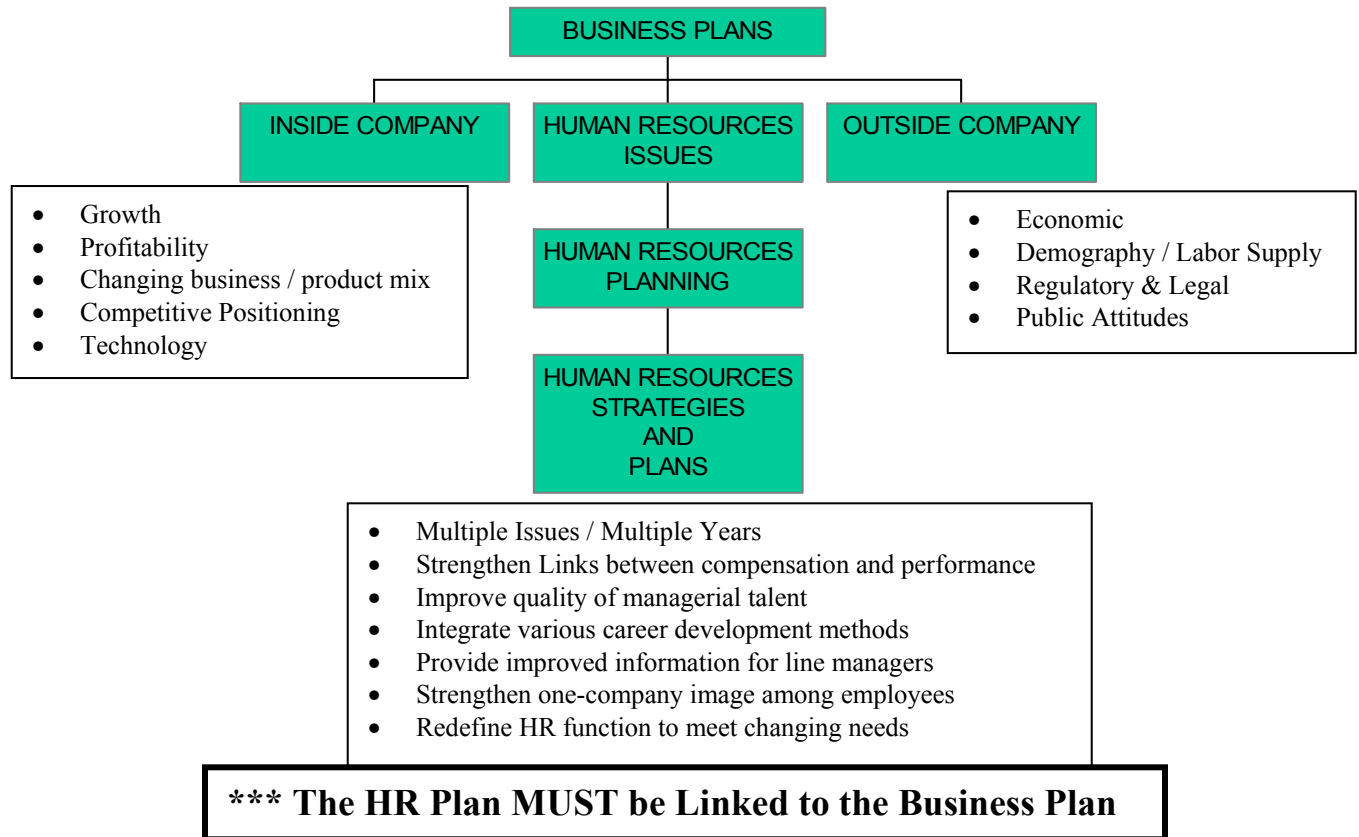 BUSINESS PLANS
INSIDE COMPANY
HUMAN RESOURCES
ISSUES
OUTSIDE COMPANY
• Growth
• Profitability
• Changing business / product mix
• Competitive Positioning
• Technology
HUMAN RESOURCES
PLANNING
• Economic
• Demography / Labor Supply
• Regulatory & Legal
• Public Attitudes
HUMAN RESOURCES
STRATEGIES
AND
PLANS
• Multiple Issues / Multiple Years
• Strengthen Links between compensation and performance
• Improve quality of managerial talent
• Integrate various career development methods
• Provide improved information for line managers
• Strengthen one-company image among employees
• Redefine HR function to meet changing needs
*** The HR Plan MUST be Linked to the Business Plan